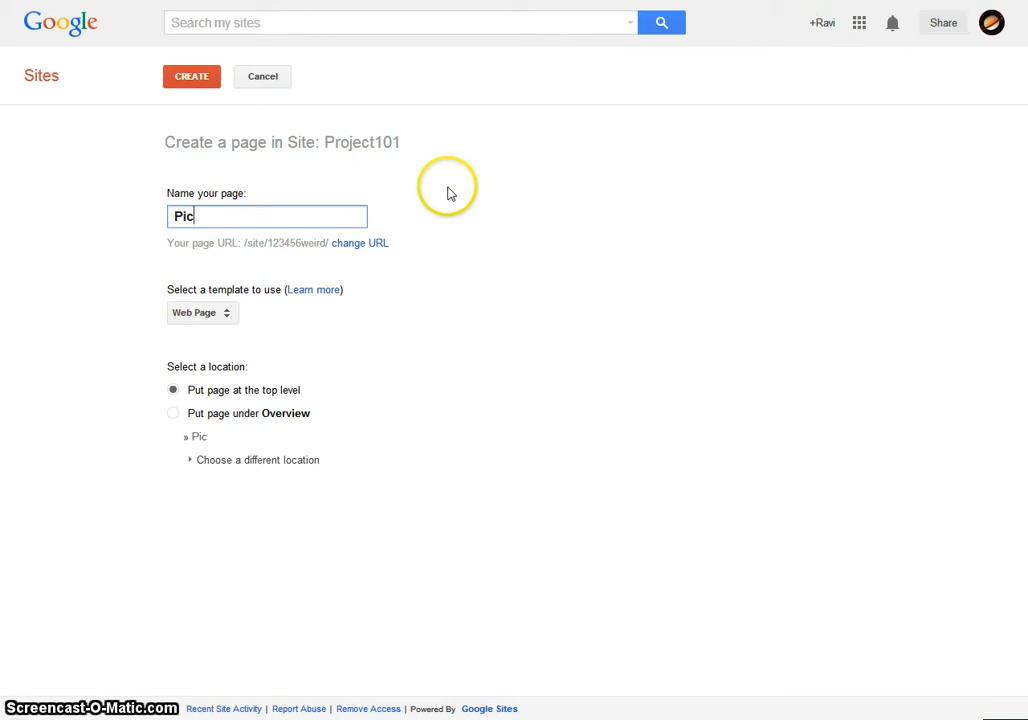 Google
Search my sites
+Ravi
Share
Sites
CREATE
Cancel
Create a page in Site: Project101
Name your page:
Pic
Your page URL: /site/123456weird/ change URL
Select a template to use (Learn more)
Web Page
Select a location:
Put page at the top level
Put page under Overview
» Pic
Choose a different location
Screencast-O-Matic.com
Recent Site Activity | Report Abuse | Remove Access | Powered By Google Sites